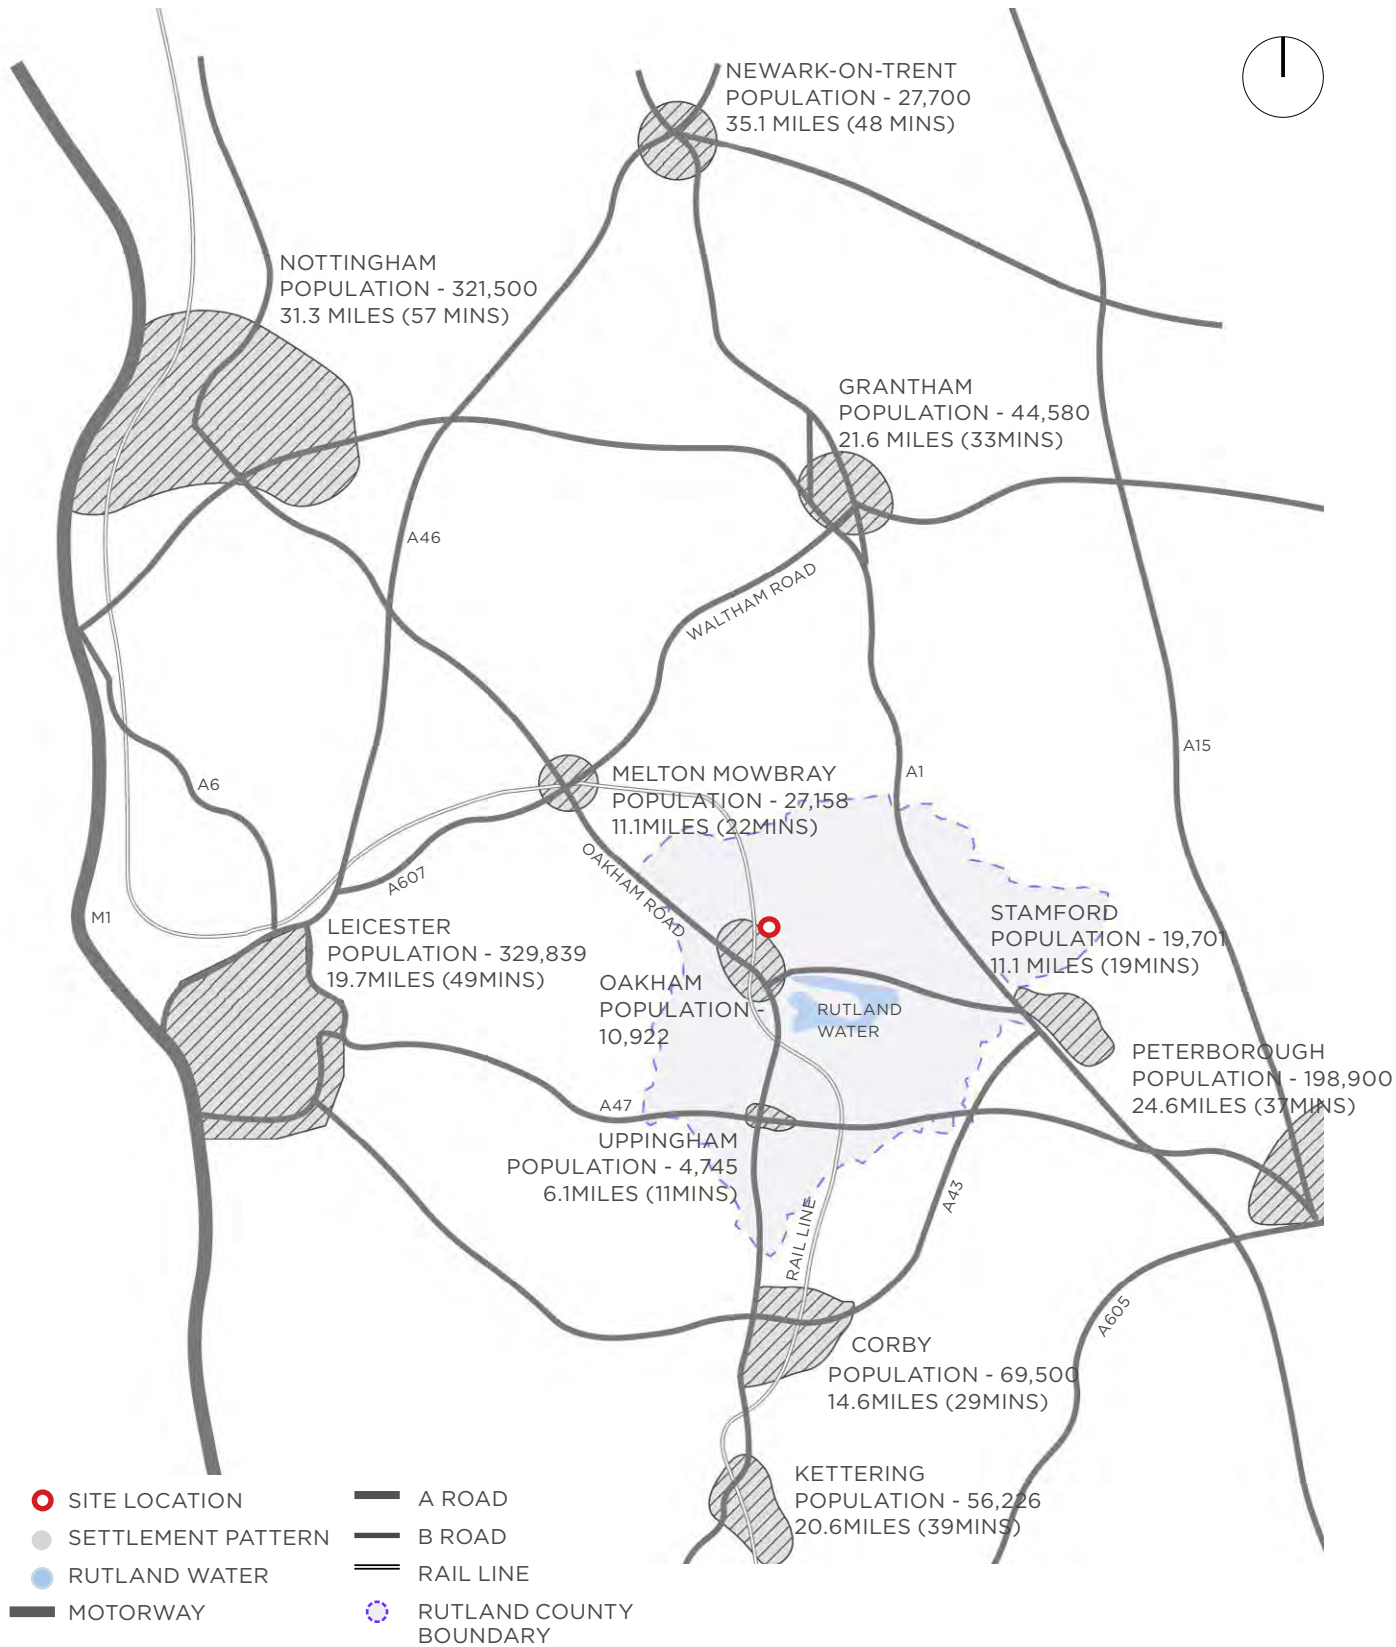 NEWARK-ON-TRENT
POPULATION - 27,700
35.1 MILES (48 MINS)
NOTTINGHAM
POPULATION - 321,500
31.3 MILES (57 MINS)
GRANTHAM
POPULATION - 44,580
21.6 MILES (33MINS)
A46
WALTHAM ROAD
A15
A1
A6
MELTON MOWBRAY
POPULATION - 27,158
11.1MILES (22MINS)
OAKHAM ROAD
A607
M1
LEICESTER
POPULATION - 329,839
19.7MILES (49MINS)
STAMFORD
POPULATION - 19,701
11.1 MILES (19MINS)
OAKHAM
POPULATION -
10,922
RUTLAND
WATER
PETERBOROUGH
POPULATION - 198,900
24.6MILES (37MINS)
A47
UPPINGHAM
POPULATION - 4,745
6.1MILES (11MINS)
A43
RAIL LINE
A605
CORBY
POPULATION - 69,500
14.6MILES (29MINS)
KETTERING
POPULATION - 56,226
20.6MILES (39MINS)
SITE LOCATION
SETTLEMENT PATTERN
RUTLAND WATER
MOTORWAY
A ROAD
B ROAD
RAIL LINE
RUTLAND COUNTY
BOUNDARY